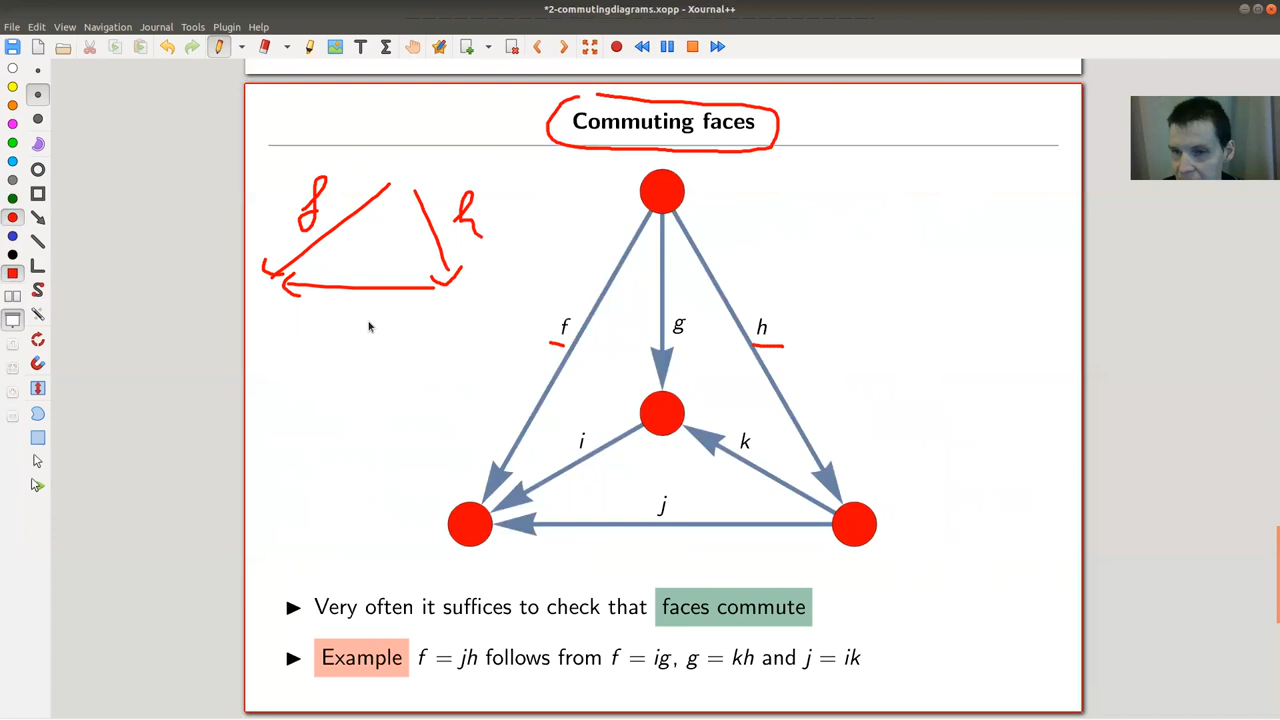 *2-commutingdiagrams.xopp - Xournal++
File Edit View Navigation Journal Tools Plugin Help
Commuting faces
f h
f g h
i k
j
► Very often it suffices to check that faces commute
► Example f = jh follows from f = ig, g = kh and j = ik